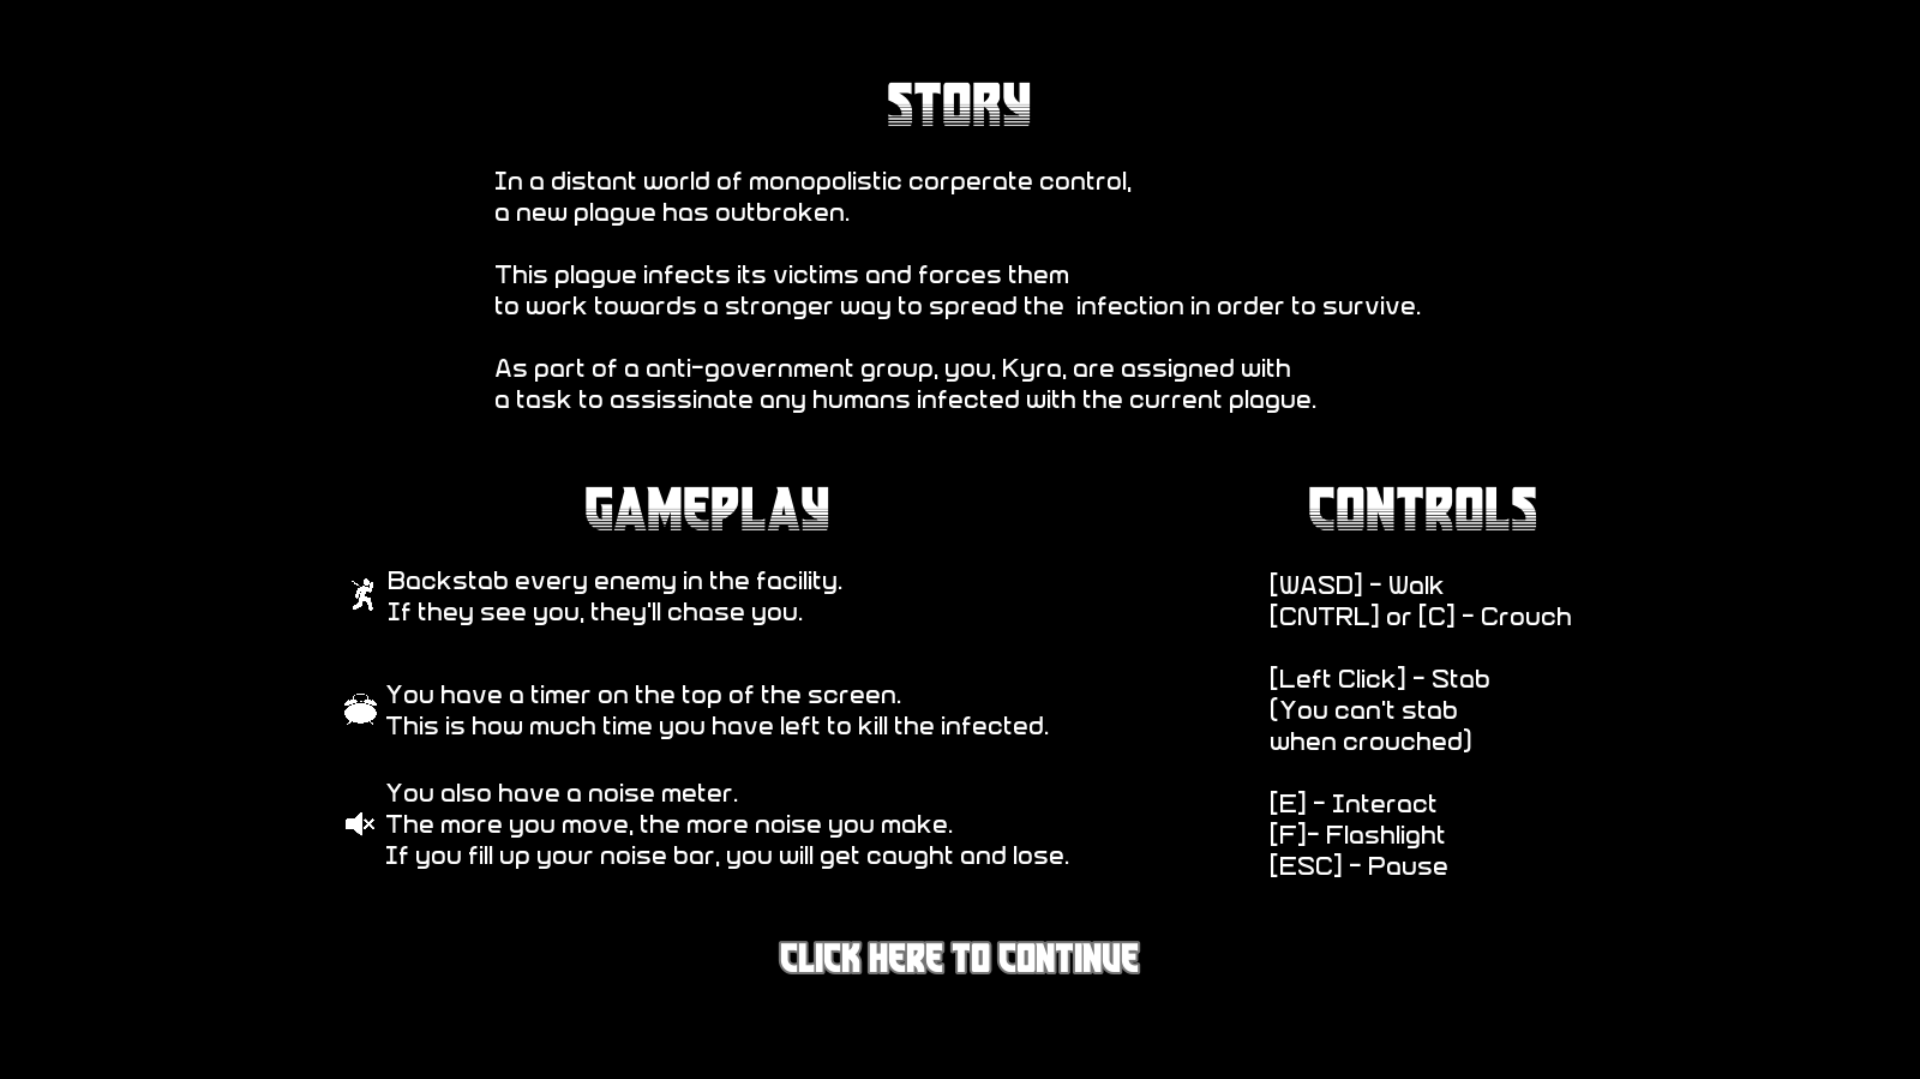 STORY
In a distant world of monopolistic corperate control,
a new plague has outbroken.
This plague infects its victims and forces them
to work towards a stronger way to spread the  infection in order to survive.
As part of a anti-government group, you, Kyra, are assigned with
a task to assissinate any humans infected with the current plague.
GAMEPLAY
Backstab every enemy in the facility.
If they see you, they'll chase you.
You have a timer on the top of the screen.
This is how much time you have left to kill the infected.
You also have a noise meter.
The more you move, the more noise you make.
If you fill up your noise bar, you will get caught and lose.
CONTROLS
[WASD] - Walk
[CNTRL] or [C] - Crouch
[Left Click] - Stab
(You can't stab
when crouched)
[E] - Interact
[F]- Flashlight
[ESC] - Pause
CLICK HERE TO CONTINUE